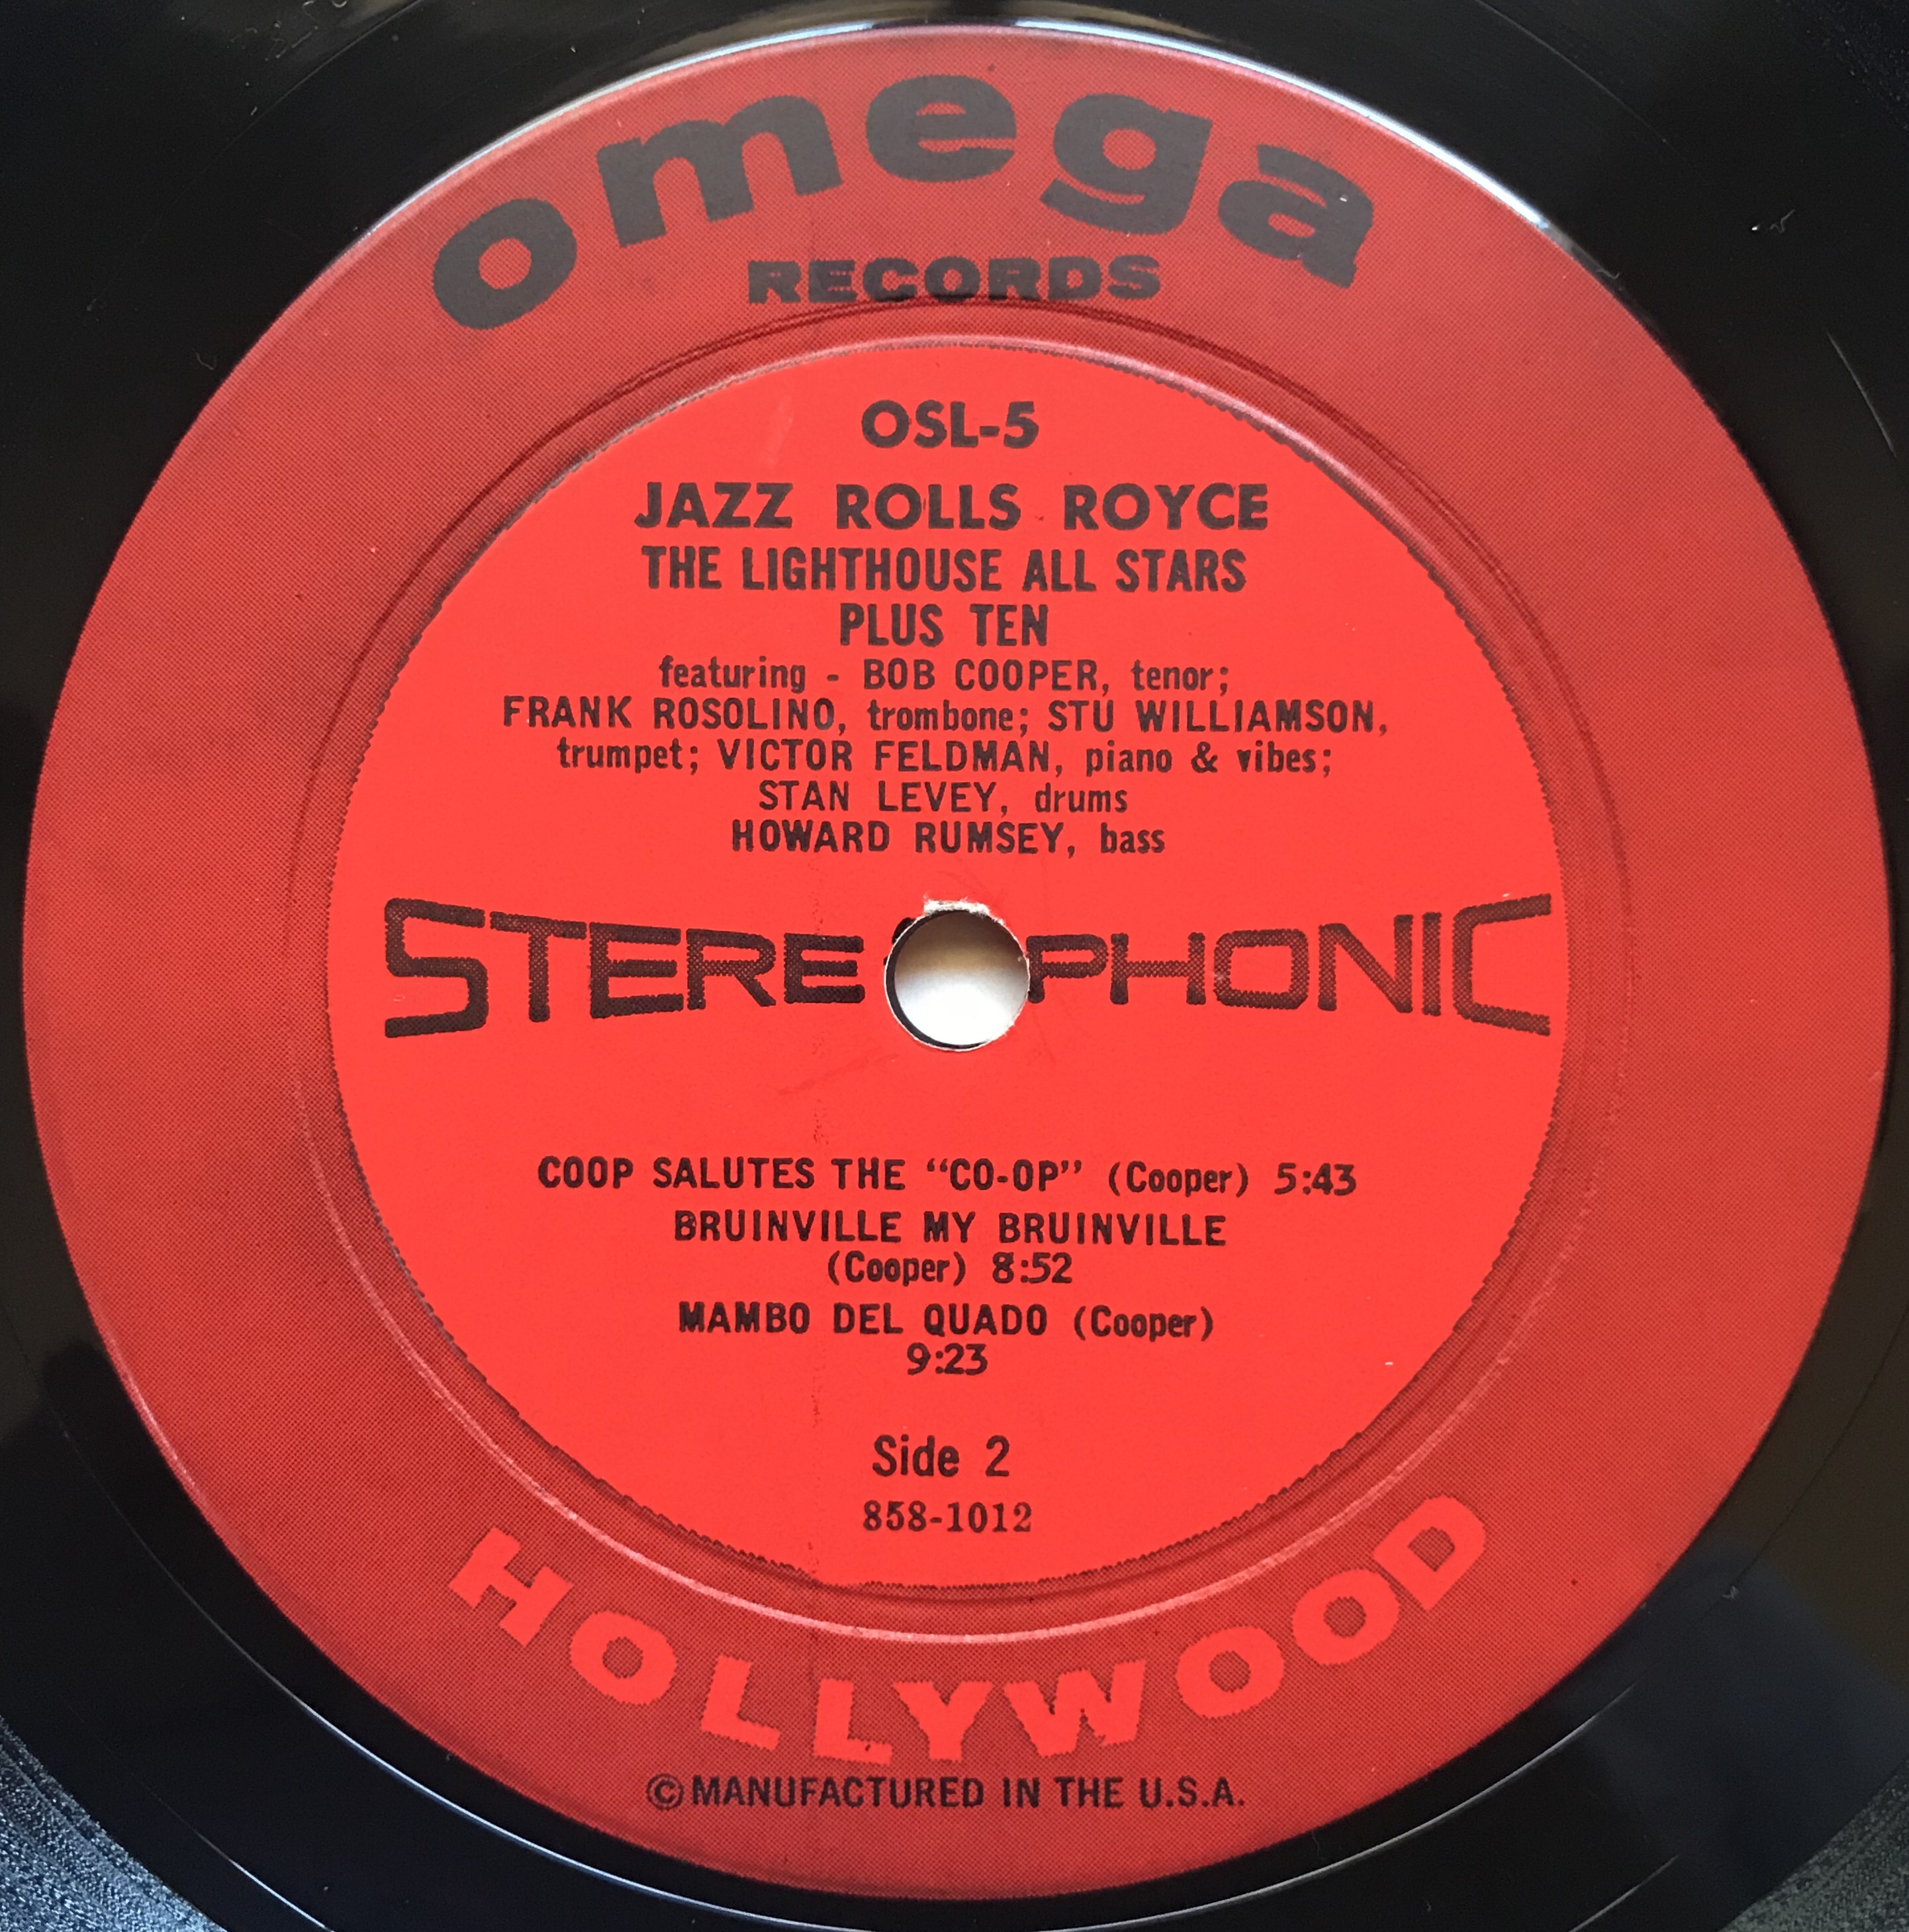 omega
RECORDS
OSL-5
JAZZ ROLLS ROYCE
THE LIGHTHOUSE ALL STARS
PLUS TEN
featuring - BOB COOPER, tenor;
FRANK ROSOLINO, trombone; STU WILLIAMSON,
trumpet; VICTOR FELDMAN, piano & vibes;
STAN LEVEY, drums
HOWARD RUMSEY, bass
STERE PHONIC
COOP SALUTES THE “CO-OP” (Cooper) 5:43
BRUINVILLE MY BRUINVILLE
(Cooper) 8:52
MAMBO DEL QUADO (Cooper)
9:23
Side 2
858-1012
HOLLYWOOD
©MANUFACTURED IN THE U.S.A.